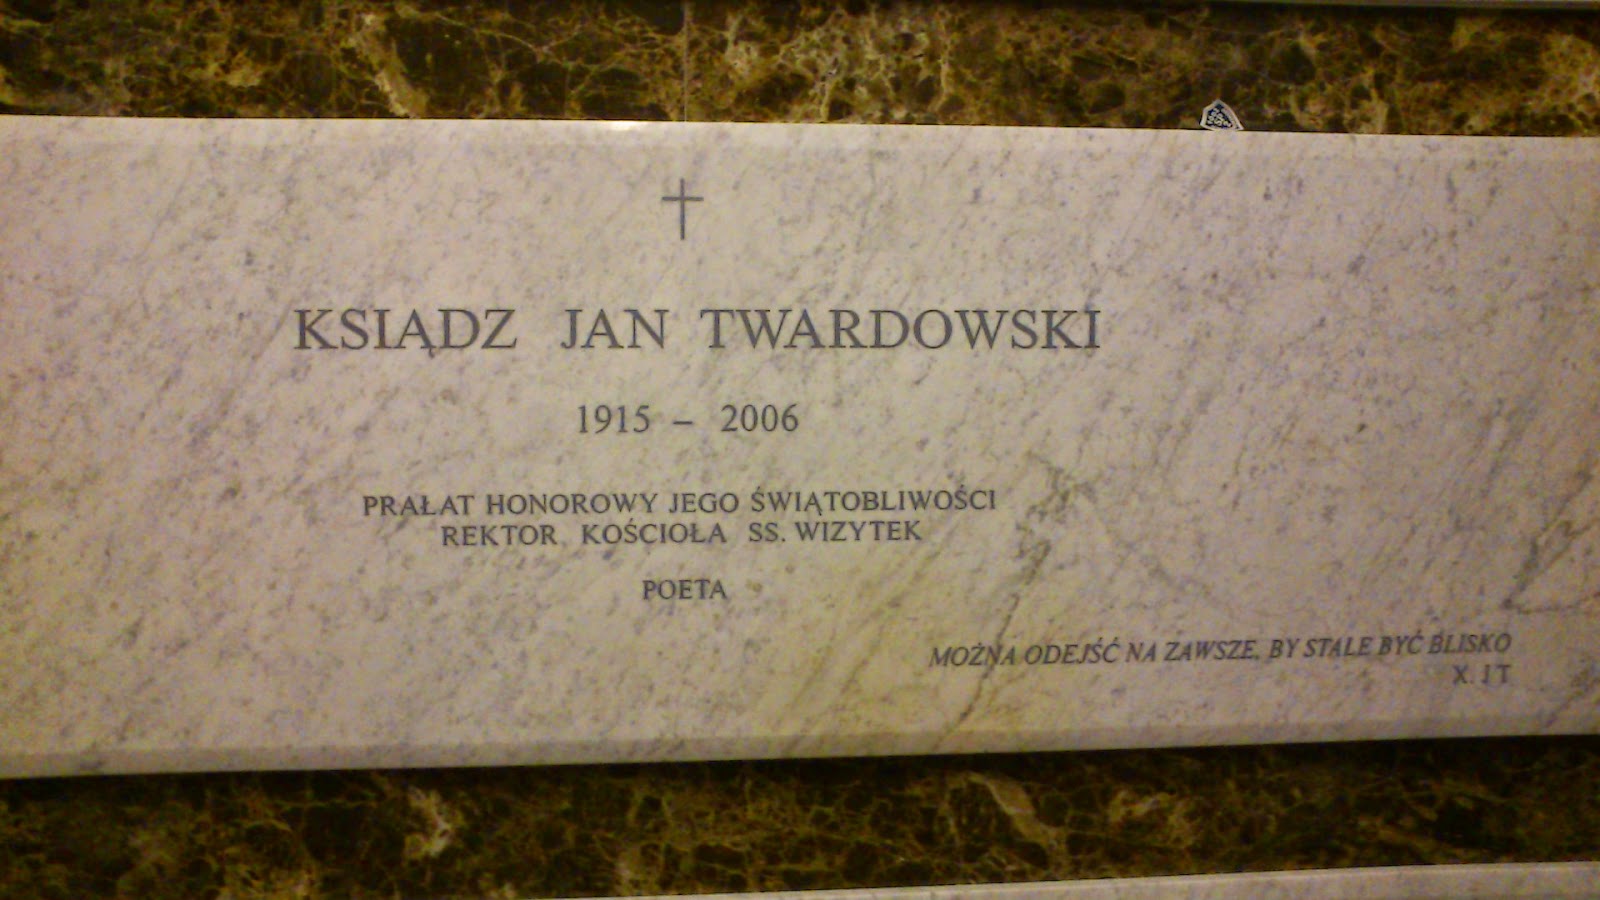 KSIĄDZ JAN TWARDOWSKI
1915 – 2006
PRAŁAT HONOROWY JEGO ŚWIĄTOBLIWOŚCI
REKTOR KOŚCIOŁA SS. WIZYTEK
POETA
MOŻNA ODEJŚĆ NA ZAWSZE, BY STALE BYĆ BLISKO
X. J T